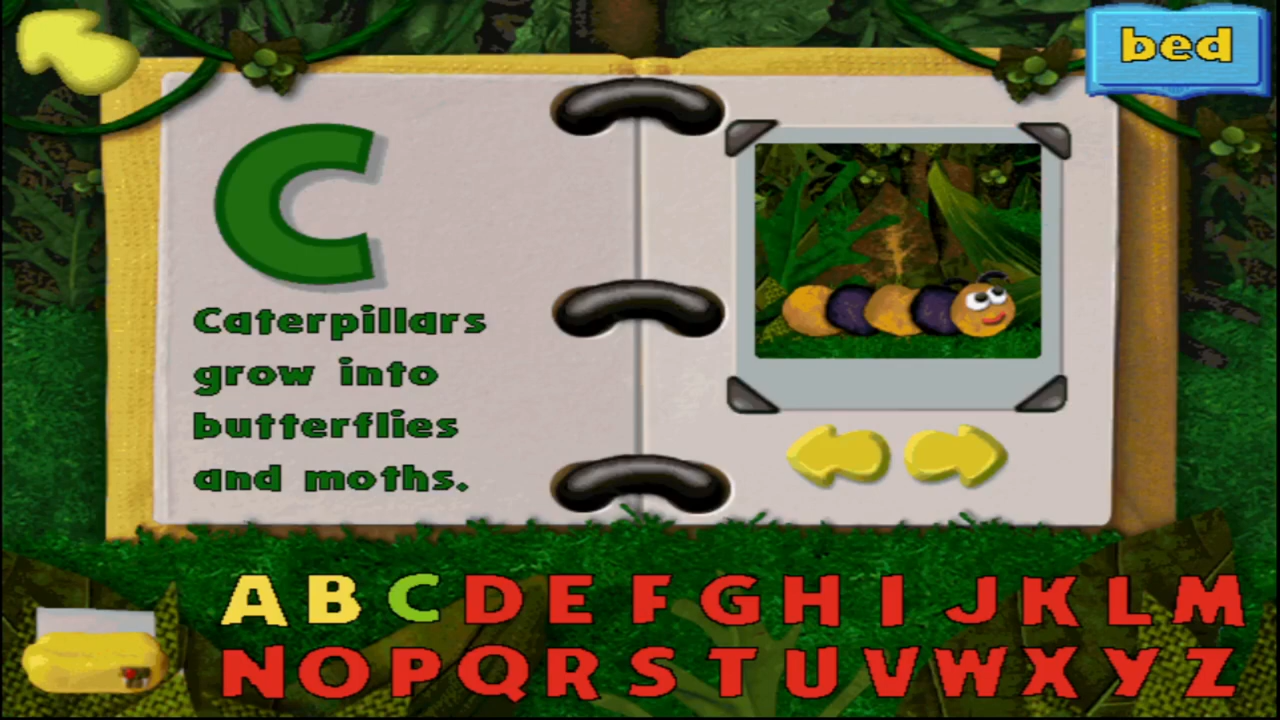 bed
C
Caterpillars
grow into
butterflies
and moths.
A B C D E F G H I J K L M
N O P Q R S T U V W X Y Z